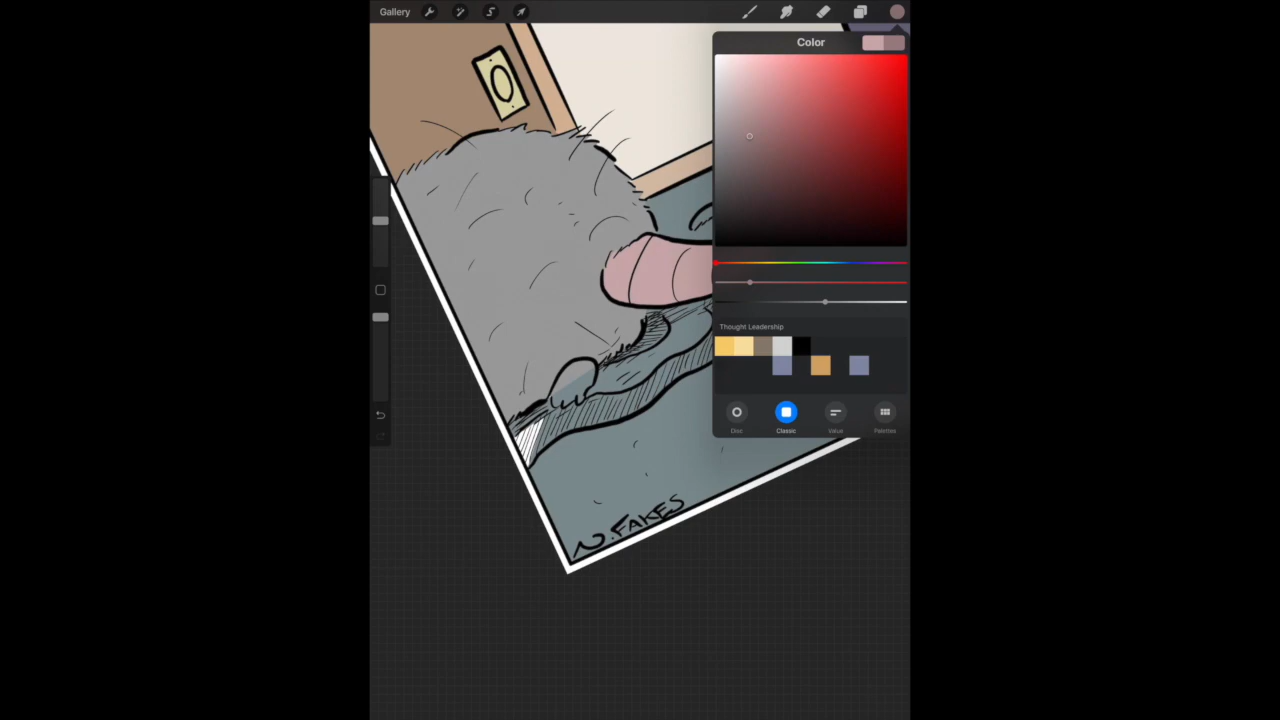 Gallery
Color
Thought Leadership
Disc
Classic
Value
Palettes
N. FAKES